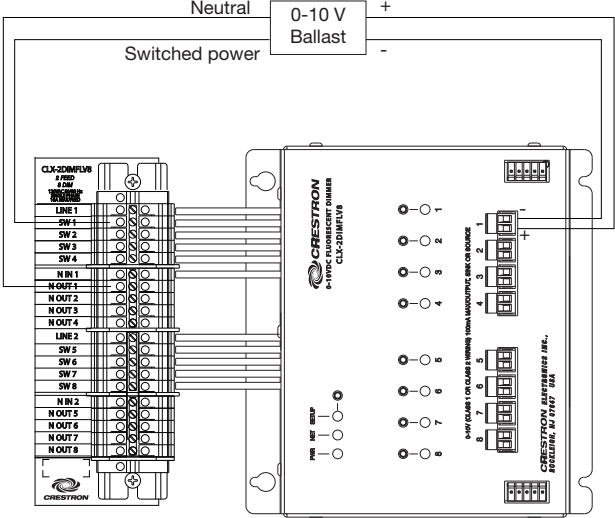 Neutral
0-10 V
Ballast
+
Switched power
-
CLX-2DIMFLV8
2 FEED
8 DIM
LINE 1
SW 1
SW 2
SW 3
SW 4
N IN 1
N OUT 1
N OUT 2
N OUT 3
N OUT 4
LINE 2
SW 5
SW 6
SW 7
SW 8
N IN 2
N OUT 5
N OUT 6
N OUT 7
N OUT 8
CRESTRON
CRESTRON
0-10VDC FLUORESCENT DIMMER
CLX-2DIMFLV8
SETUP
NET
PWR
1
2
3
4
5
6
7
8
0-10V (CLASS 1 OR CLASS 2 WIRING) 100mA MAX/OUTPUT, SINK OR SOURCE
1
2
3
4
5
6
7
8
-
+
CRESTRON ELECTRONICS INC.,
ROCKLEIGH, NJ 07647 USA